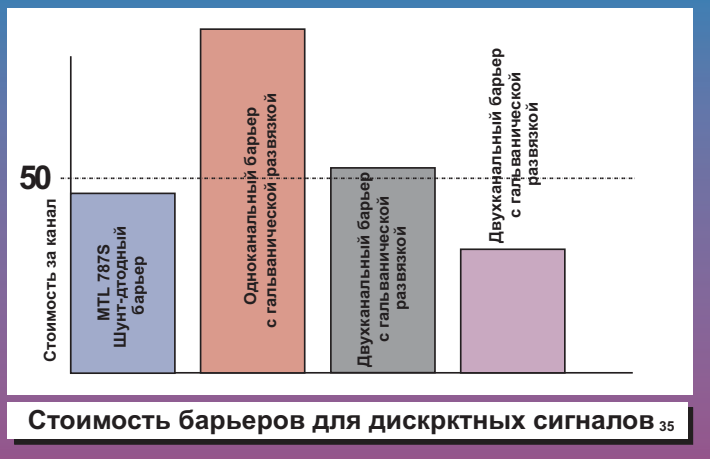 50
Стоимость за канал
MTL 787S
Шунт-дтодный
барьер
Одноканальный барьер
с гальванической развязкой
Двухканальный барьер
с гальванической
развязкой
Двухканальный барьер
с гальванической
развязкой
Стоимость барьеров для дискрктных сигналов 35